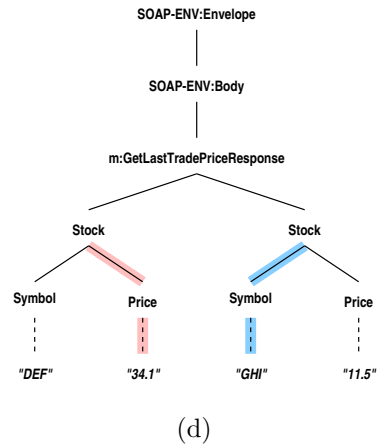 SOAP-ENV:Envelope
SOAP-ENV:Body
m:GetLastTradePriceResponse
Stock Stock
Symbol Price Symbol Price
"DEF" "34.1" "GHI" "11.5"
(d)